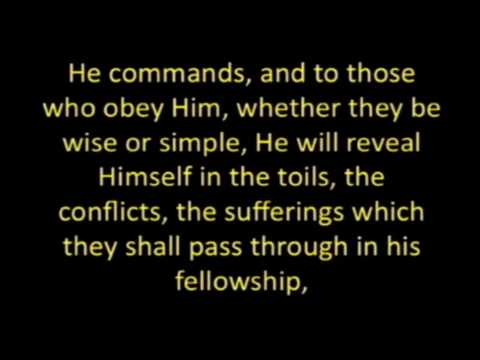 He commands, and to those
who obey Him, whether they be
wise or simple, He will reveal
Himself in the toils, the
conflicts, the sufferings which
they shall pass through in his
fellowship,